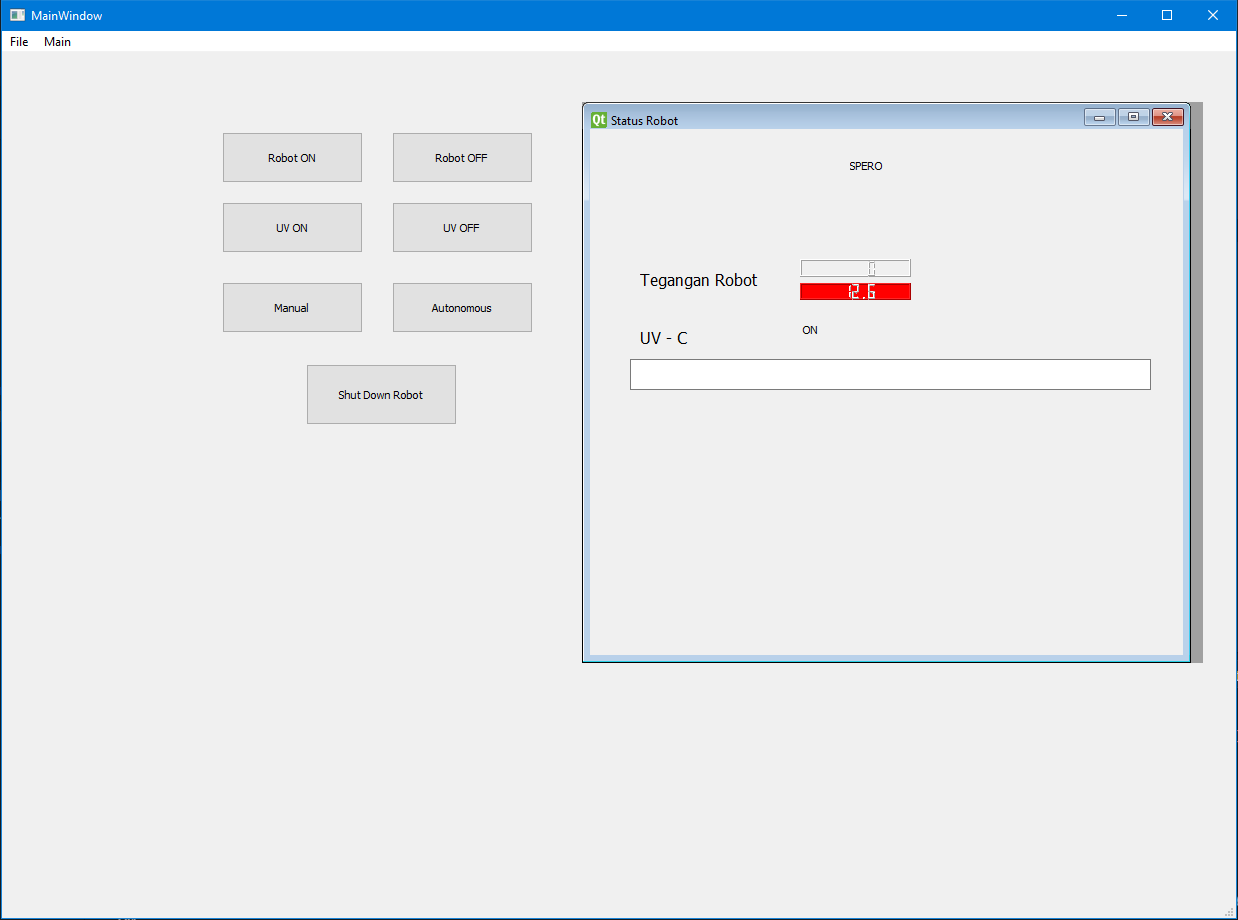 MainWindow
File Main
Robot ON
Robot OFF
UV ON
UV OFF
Manual
Autonomous
Shut Down Robot
Qt Status Robot
SPERO
Tegangan Robot
0
12.6
UV - C
ON